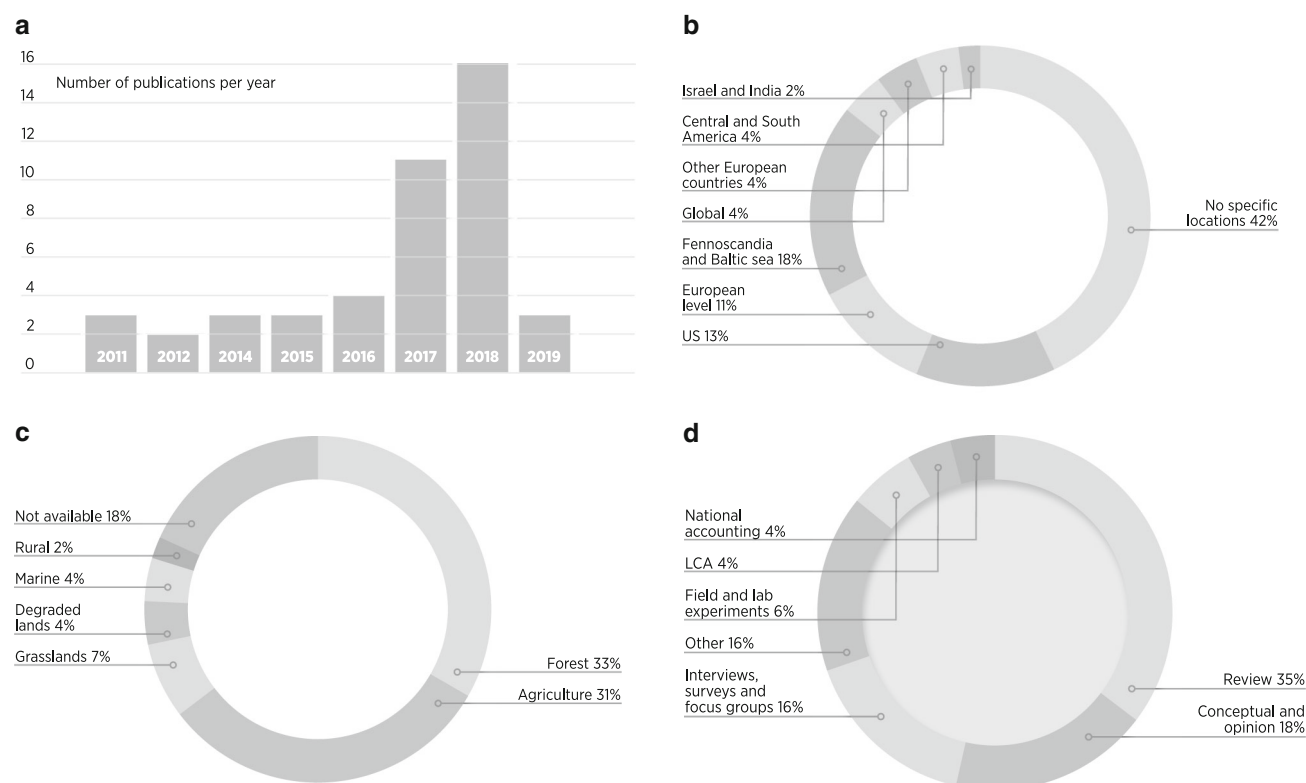 a
16
Number of publications per year
14
12
10
8
6
4
2
0
2011 2012 2014 2015 2016 2017 2018 2019
b
Israel and India 2%
Central and South
America 4%
Other European
countries 4%
Global 4%
Fennoscandia
and Baltic sea 18%
European
level 11%
US 13%
No specific
locations 42%
c
Not available 18%
Rural 2%
Marine 4%
Degraded
lands 4%
Grasslands 7%
Forest 33%
Agriculture 31%
d
National
accounting 4%
LCA 4%
Field and lab
experiments 6%
Other 16%
Interviews,
surveys and
focus groups 16%
Review 35%
Conceptual and
opinion 18%